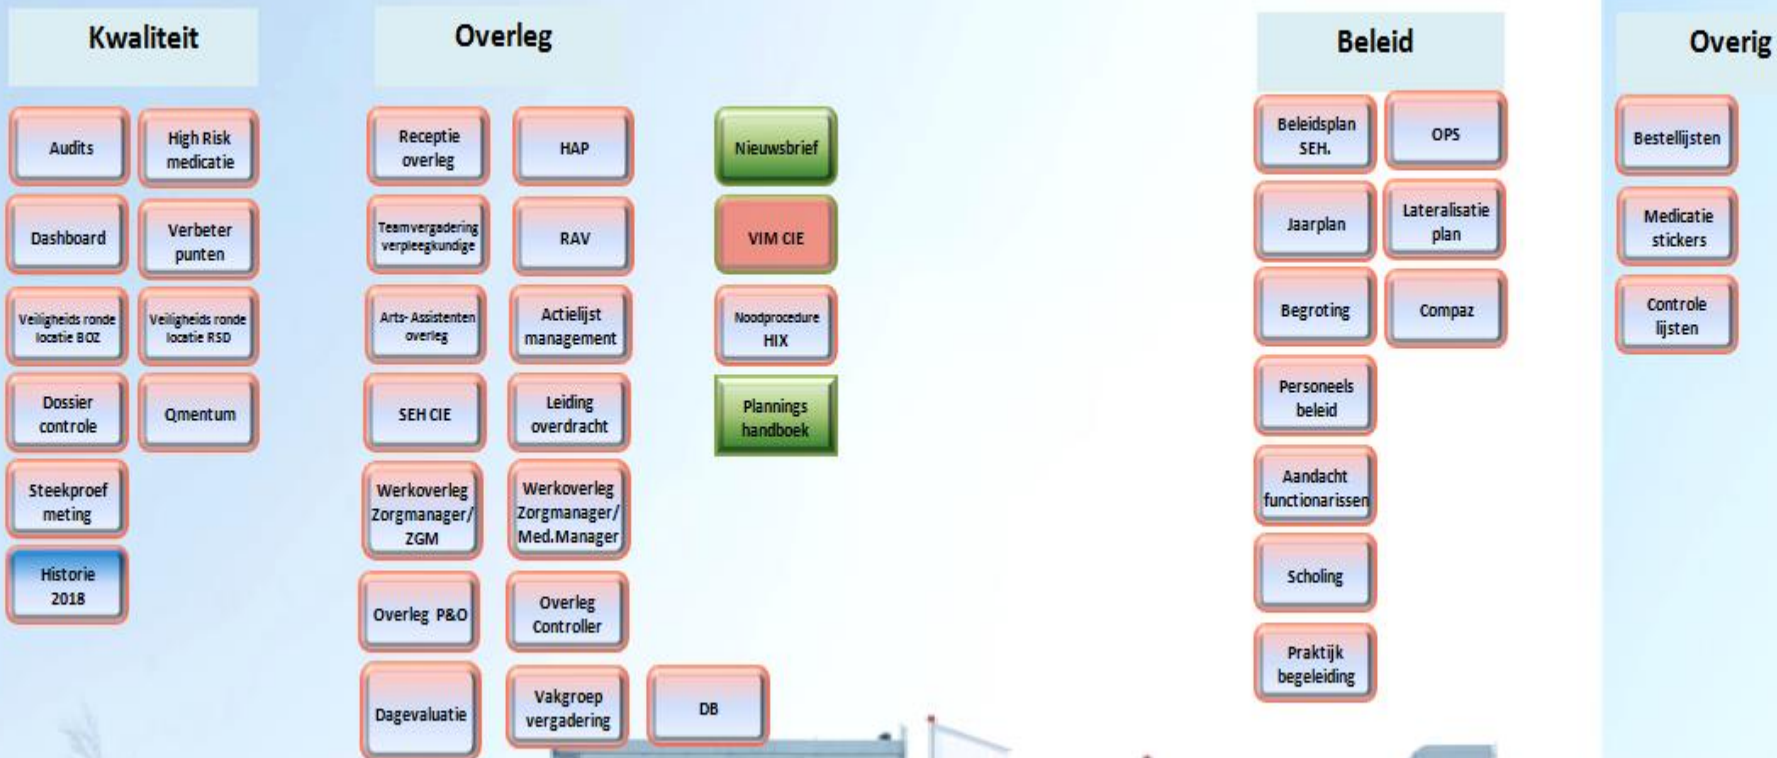 Kwaliteit
Audits
High Risk
medicatie
Dashboard
Verbeter
punten
Veiligheids ronde
locatie BOZ
Veiligheids ronde
locatie RSD
Dossier
controle
Qmentum
Steekproef
meting
Historie
2018
Overleg
Receptie
overleg
HAP
Teamvergadering
verpleegkundige
RAV
Arts- Assistenten
overleg
Actielijst
management
SEH CIE
Leiding
overdracht
Werkoverleg
Zorgmanager/
ZGM
Werkoverleg
Zorgmanager/
Med.Manager
Overleg P&O
Overleg
Controller
Dagevaluatie
Vakgroep
vergadering
DB
Nieuwsbrief
VIM CIE
Noodprocedure
HIX
Plannings
handboek
Beleid
Beleidsplan
SEH.
OPS
Jaarplan
Lateralisatie
plan
Begroting
Compaz
Personeels
beleid
Aandacht
functionarissen
Scholing
Praktijk
begeleiding
Overig
Bestellijsten
Medicatie
stickers
Controle
lijsten